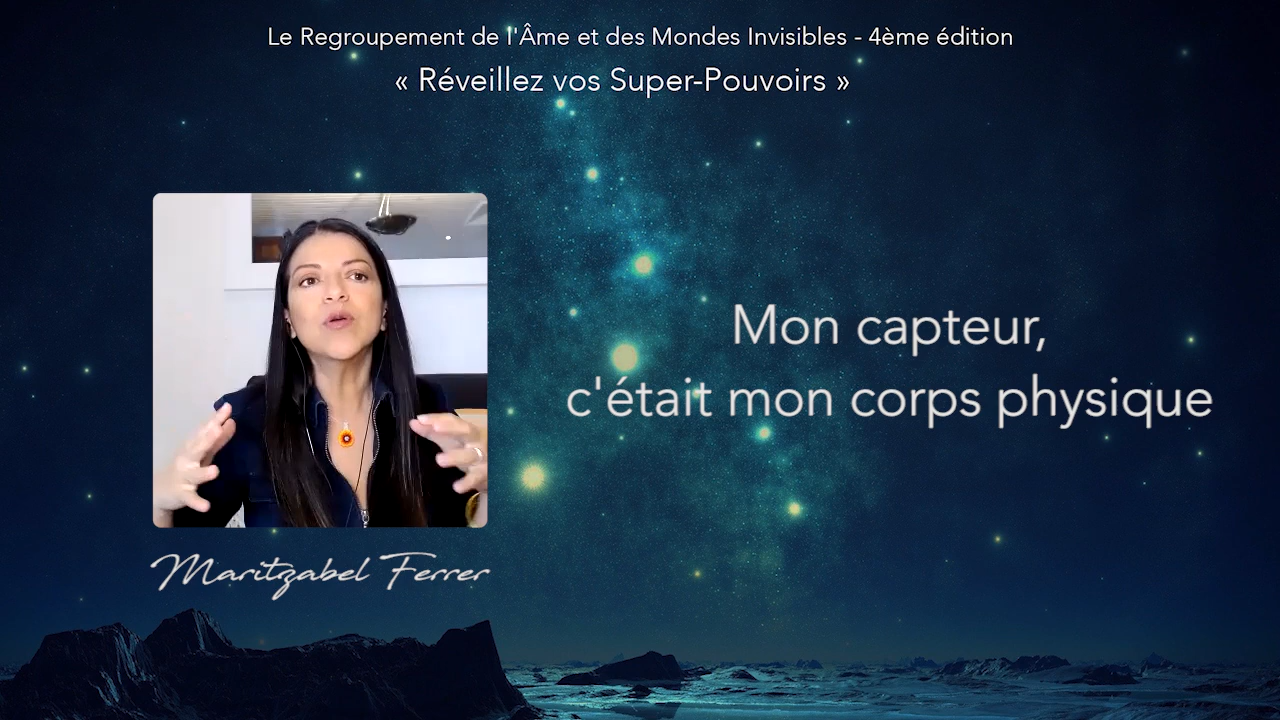 Le Regroupement de l'Âme et des Mondes Invisibles - 4ème édition
« Réveillez vos Super-Pouvoirs »
Mon capteur,
c'était mon corps physique
Maritzabel Ferrer